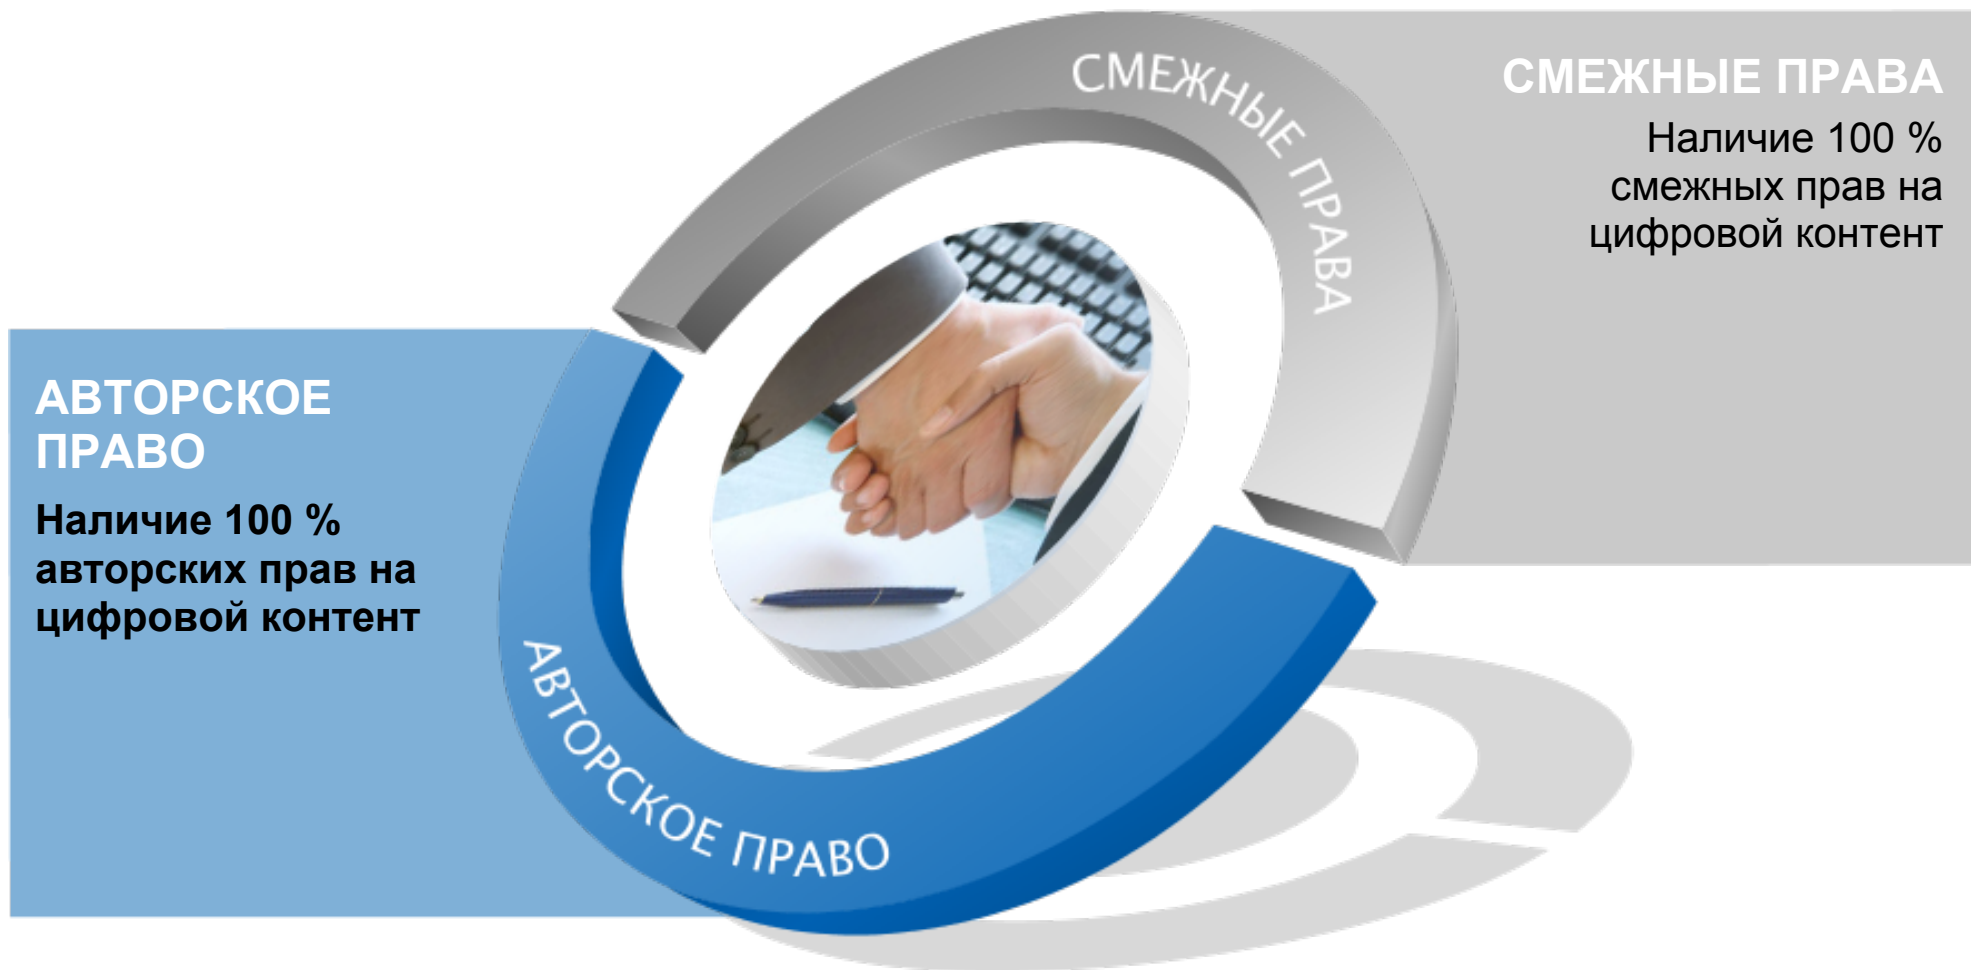 СМЕЖНЫЕ ПРАВА
СМЕЖНЫЕ ПРАВА
Наличие 100 %
смежных прав на
цифровой контент
АВТОРСКОЕ
ПРАВО
Наличие 100 %
авторских прав на
цифровой контент
АВТОРСКОЕ ПРАВО